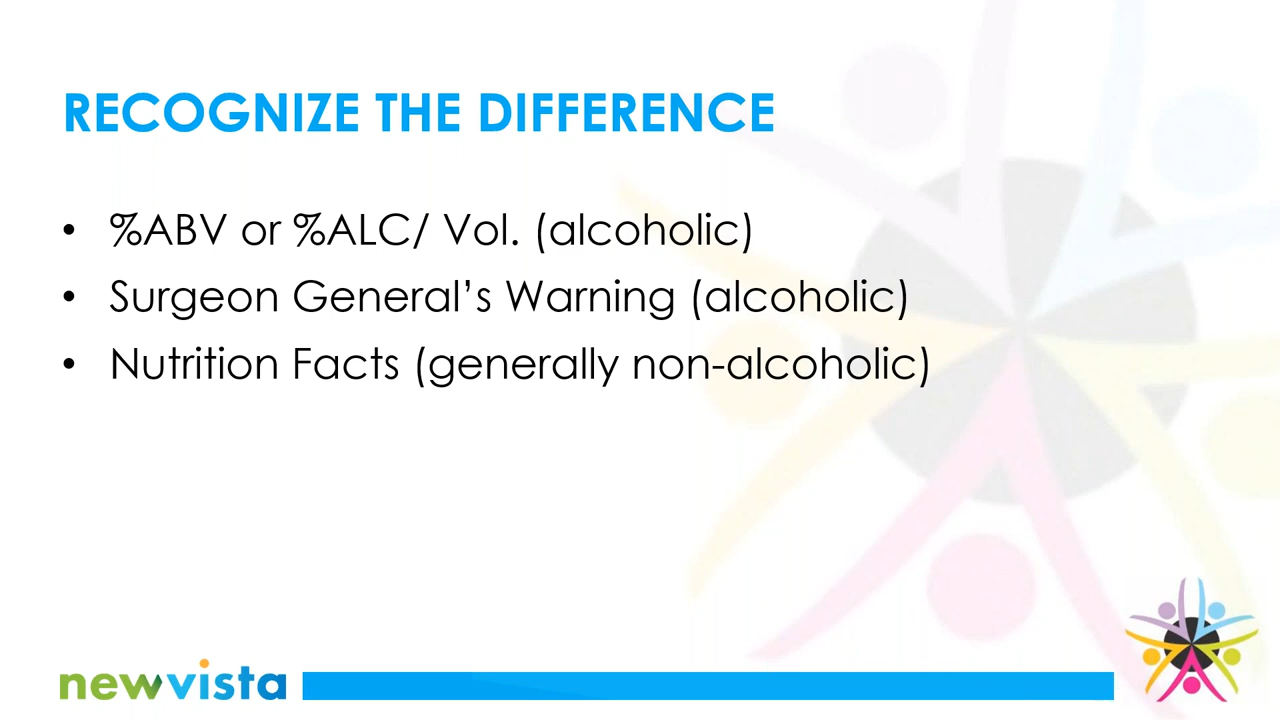 RECOGNIZE THE DIFFERENCE
• %ABV or %ALC/ Vol. (alcoholic)
• Surgeon General’s Warning (alcoholic)
• Nutrition Facts (generally non-alcoholic)
newvista